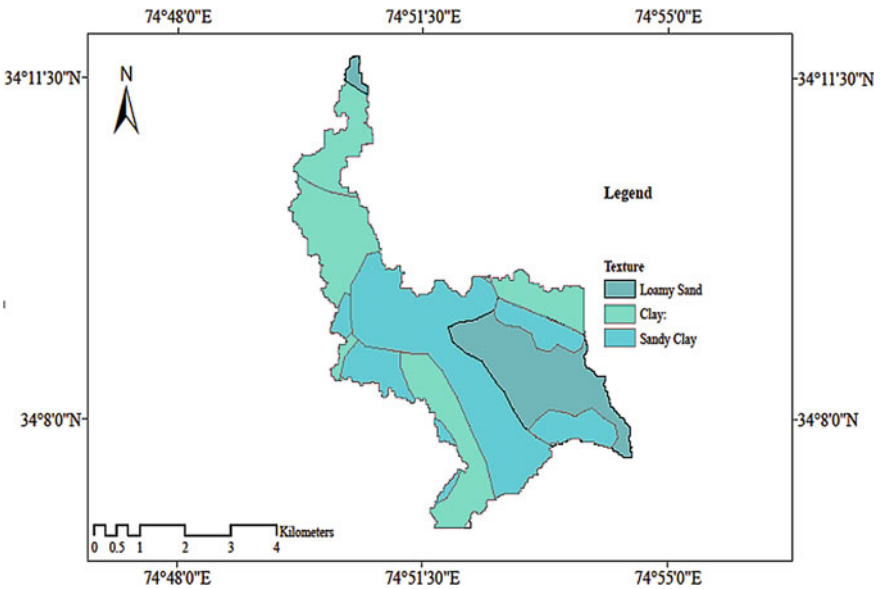 74°48'0"E 74°51'30"E 74°55'0"E
34°11'30"N 34°11'30"N
N
Legend
Texture
Loamy Sand
Clay:
Sandy Clay
34°8'0"N 34°8'0"N
Kilometers
0 0.5 1 2 3 4
74°48'0"E 74°51'30"E 74°55'0"E